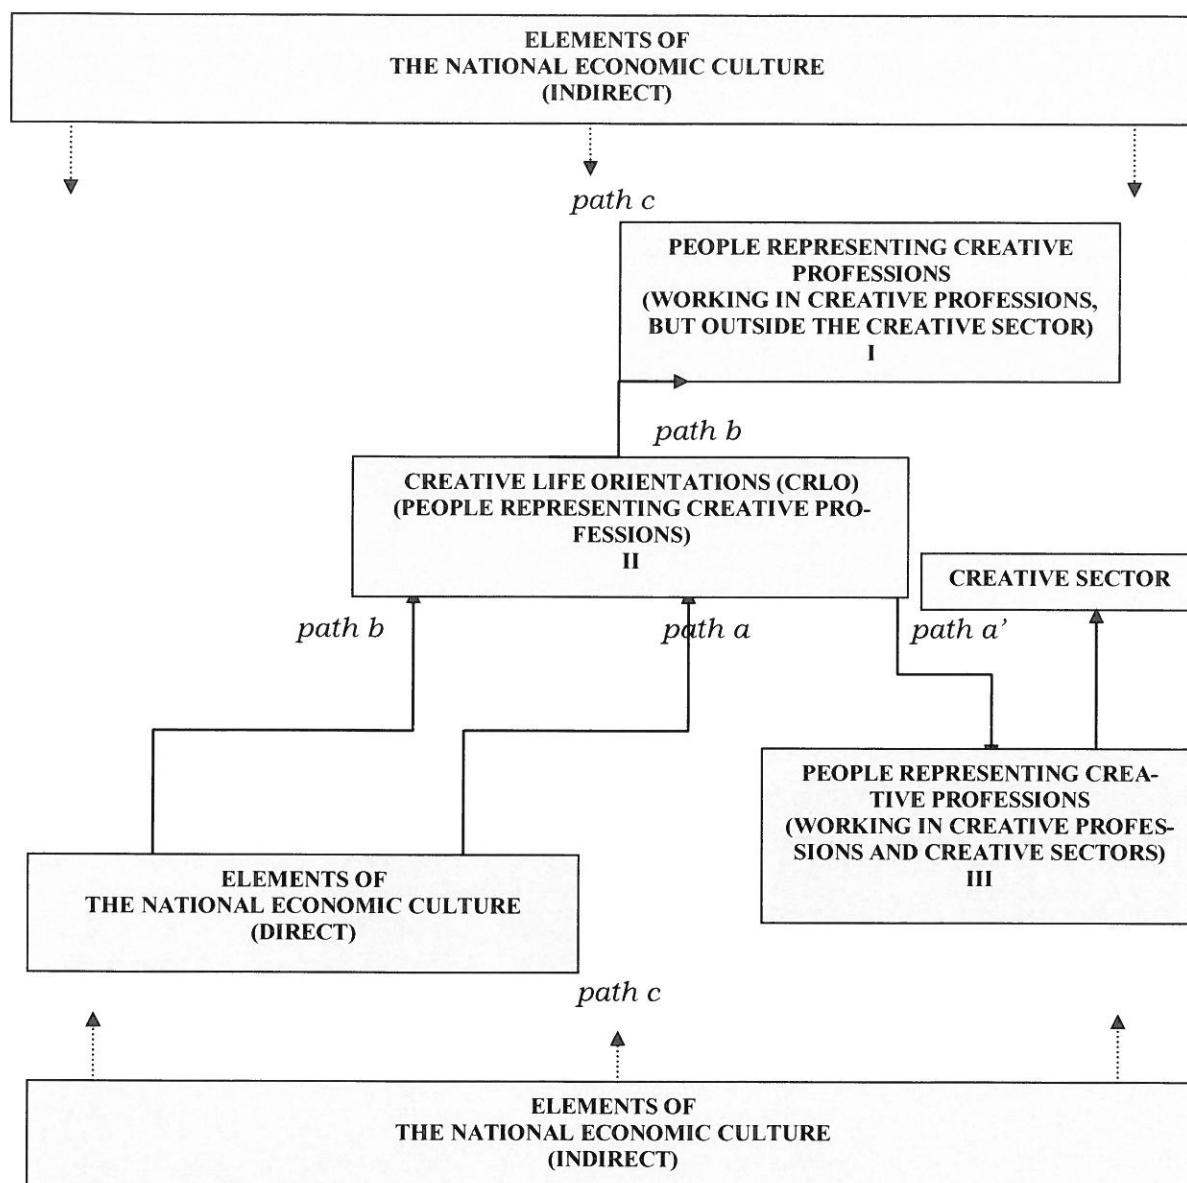 ELEMENTS OF
THE NATIONAL ECONOMIC CULTURE
(INDIRECT)
path c
PEOPLE REPRESENTING CREATIVE
PROFESSIONS
(WORKING IN CREATIVE PROFESSIONS,
BUT OUTSIDE THE CREATIVE SECTOR)
I
path b
CREATIVE LIFE ORIENTATIONS (CRLO)
(PEOPLE REPRESENTING CREATIVE PRO-
FESSIONS)
II
CREATIVE SECTOR
path b
path a
path a’
PEOPLE REPRESENTING CREA-
TIVE PROFESSIONS
(WORKING IN CREATIVE PROFES-
SIONS AND CREATIVE SECTORS)
III
ELEMENTS OF
THE NATIONAL ECONOMIC CULTURE
(DIRECT)
path c
ELEMENTS OF
THE NATIONAL ECONOMIC CULTURE
(INDIRECT)